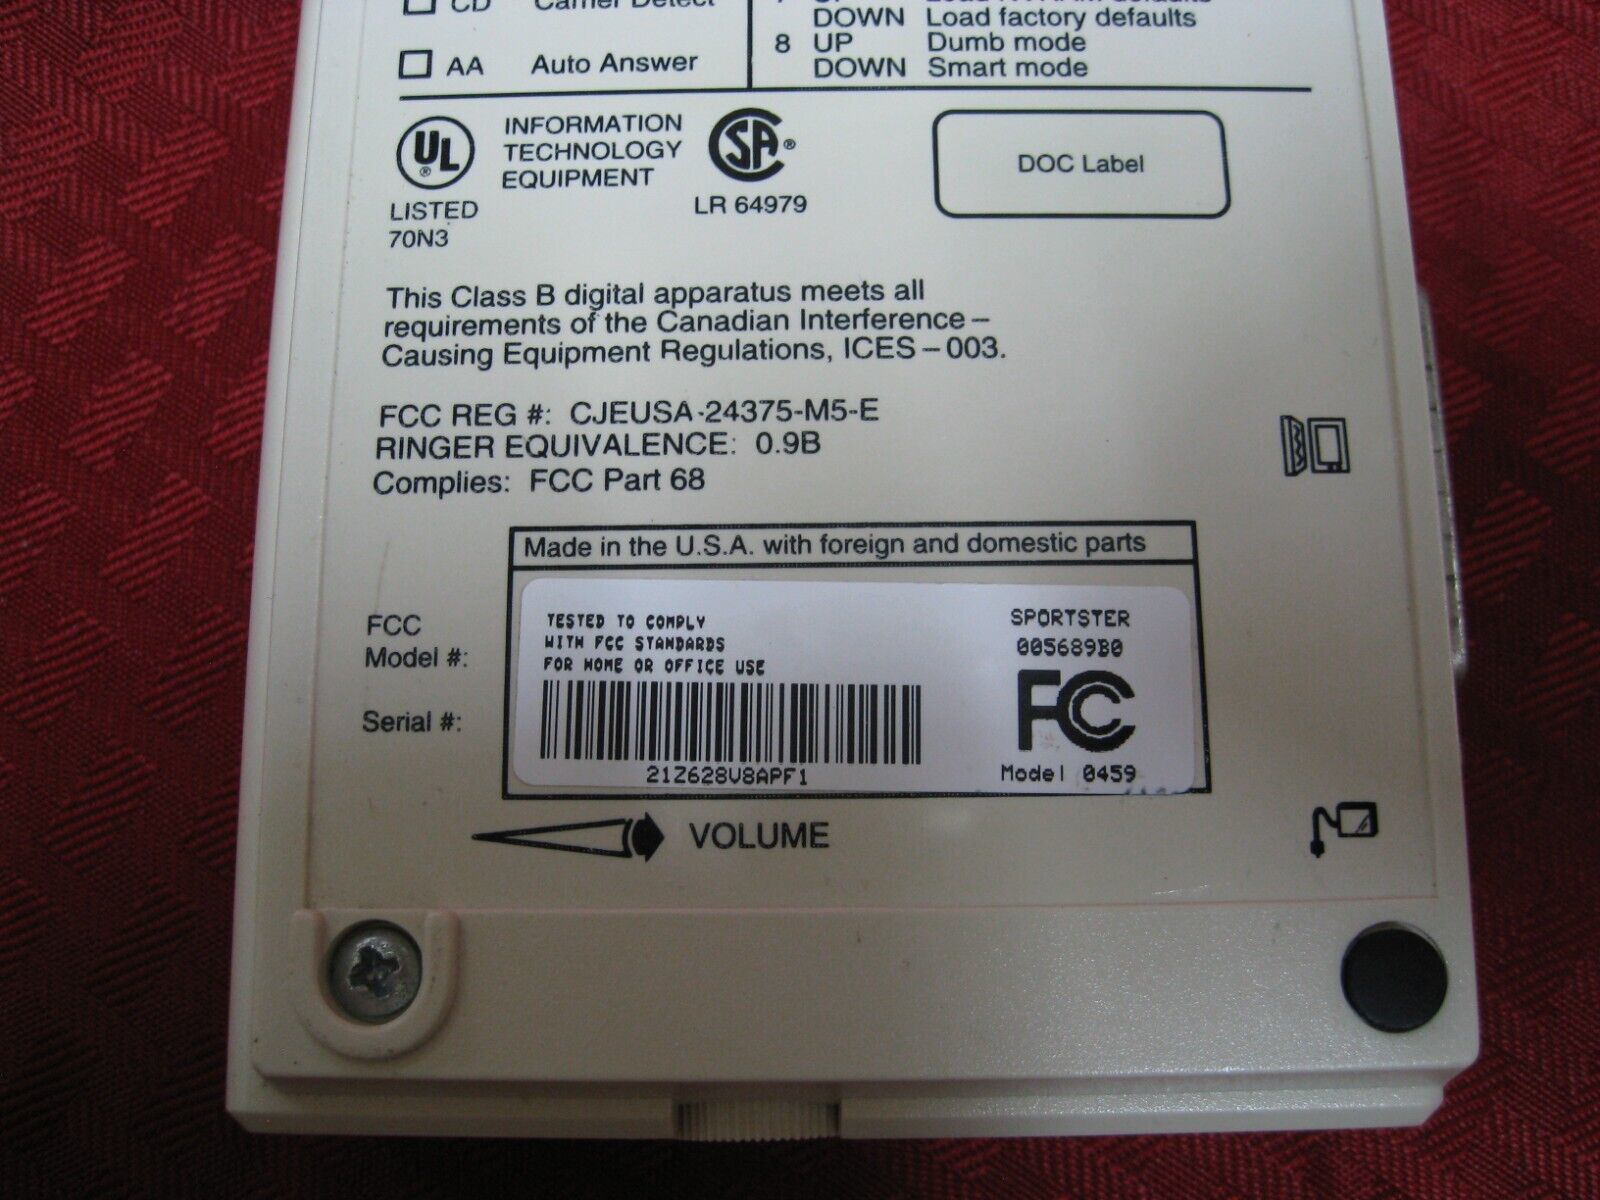 CD Carrier Detect
DOWN Load factory defaults
8 UP Dumb mode
AA Auto Answer
DOWN Smart mode
UL ®
INFORMATION
TECHNOLOGY
EQUIPMENT
LISTED
70N3
SA ®
LR 64979
DOC Label
This Class B digital apparatus meets all
requirements of the Canadian Interference –
Causing Equipment Regulations, ICES – 003.
FCC REG #: CJEUSA-24375-M5-E
RINGER EQUIVALENCE: 0.9B
Complies: FCC Part 68
Made in the U.S.A. with foreign and domestic parts
FCC
Model #:
Serial #:
TESTED TO COMPLY
WITH FCC STANDARDS
FOR HOME OR OFFICE USE
21Z628V8APF1
SPORTSTER
005689B0
FC
Model 0459
VOLUME